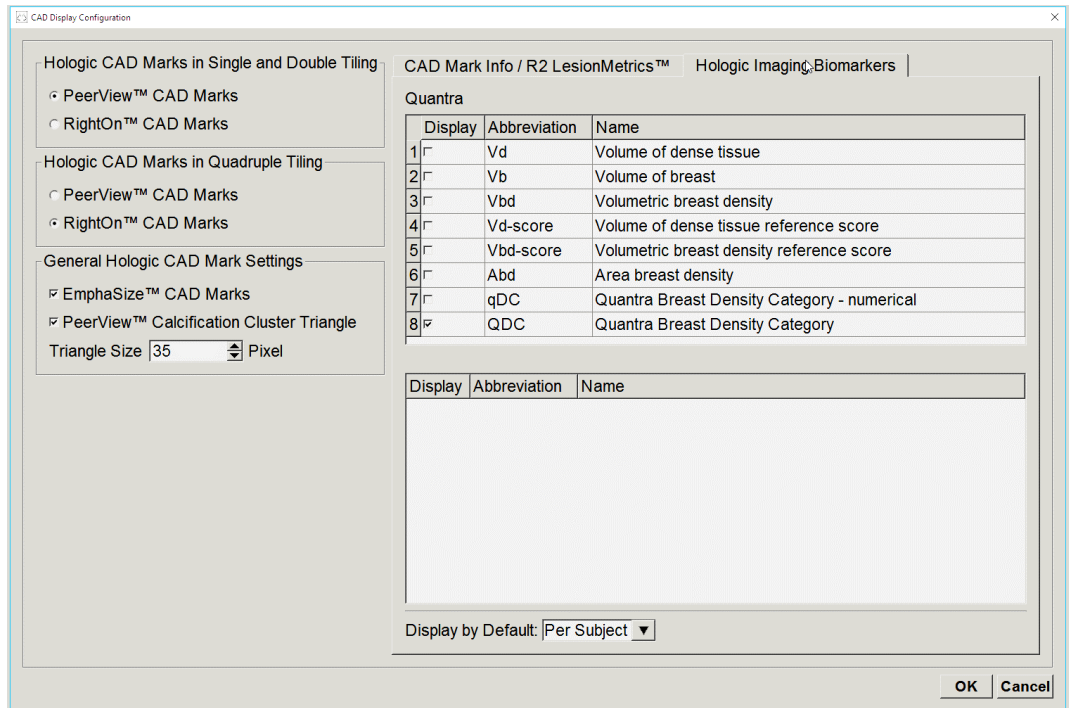 CAD Display Configuration
Hologic CAD Marks in Single and Double Tiling
PeerView™ CAD Marks
RightOn™ CAD Marks
Hologic CAD Marks in Quadruple Tiling
PeerView™ CAD Marks
RightOn™ CAD Marks
General Hologic CAD Mark Settings
EmphaSize™ CAD Marks
PeerView™ Calcification Cluster Triangle
Triangle Size 35 Pixel
CAD Mark Info / R2 LesionMetrics™ Hologic Imaging Biomarkers
Quantra
Display Abbreviation Name
1 Vd Volume of dense tissue
2 Vb Volume of breast
3 Vbd Volumetric breast density
4 Vd-score Volume of dense tissue reference score
5 Vbd-score Volumetric breast density reference score
6 Abd Area breast density
7 qDC Quantra Breast Density Category - numerical
8 QDC Quantra Breast Density Category
Display Abbreviation Name
Display by Default: Per Subject
OK Cancel